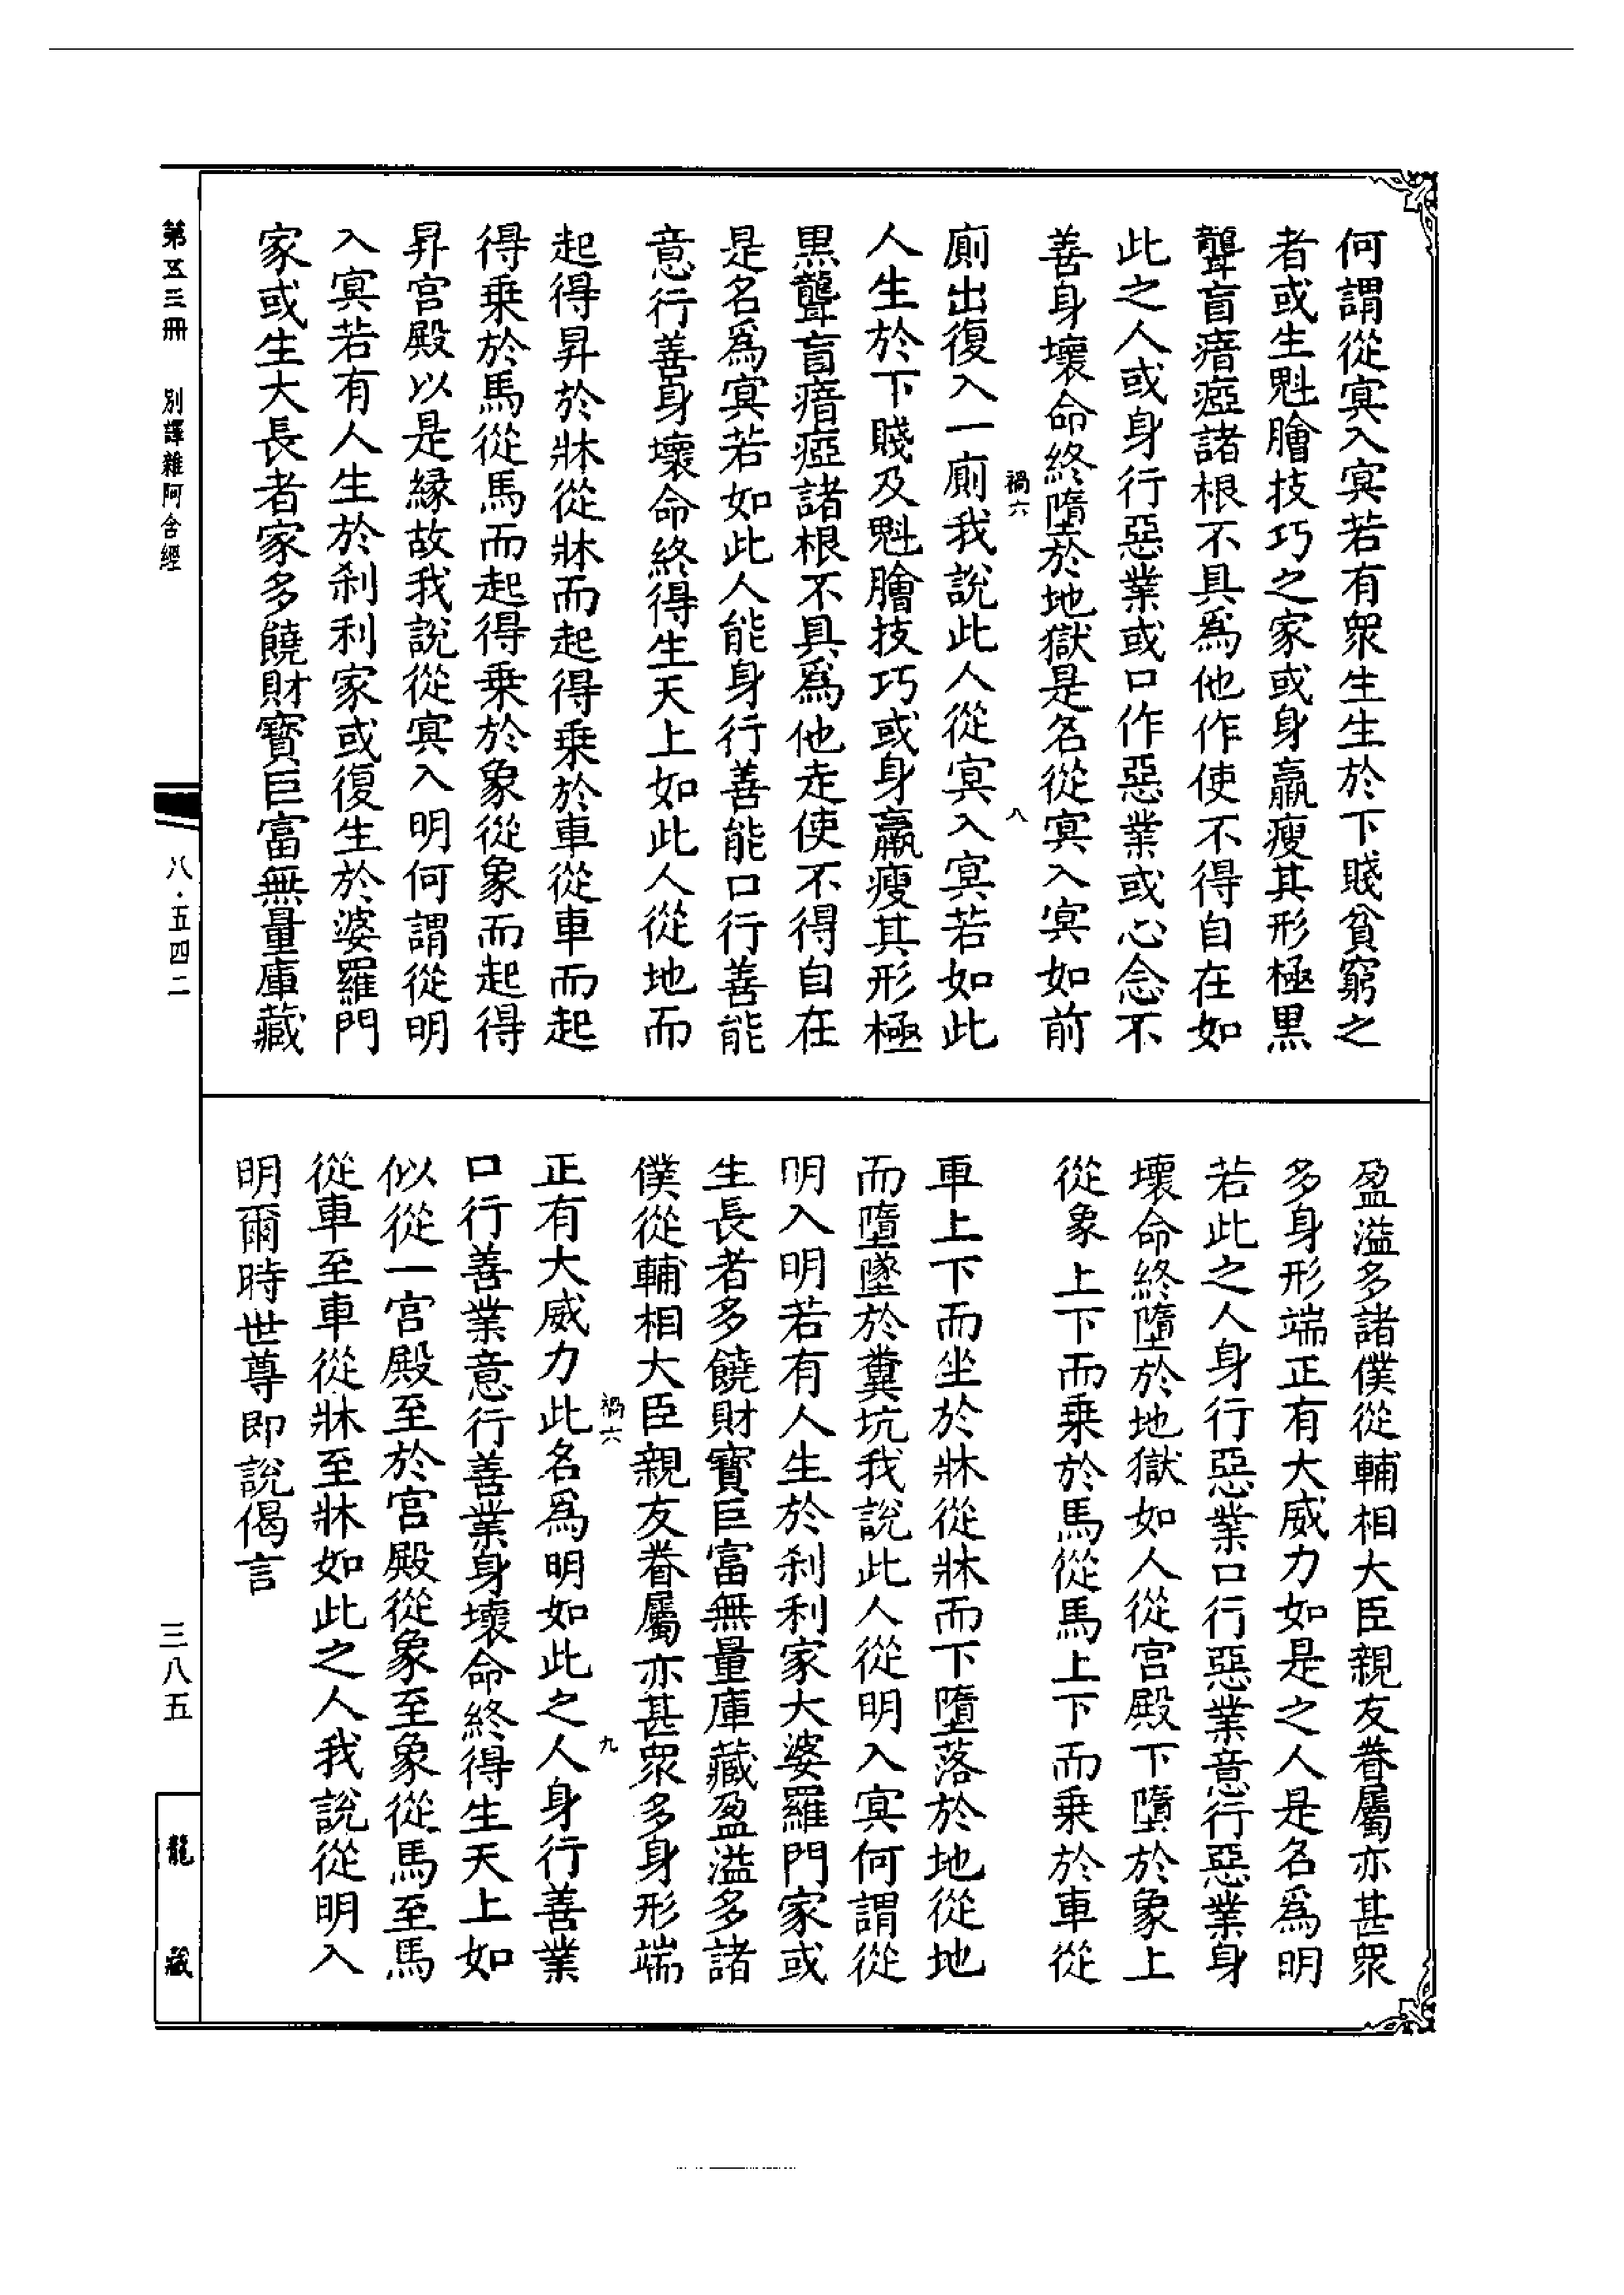 何謂從冥入冥若有衆生生於下賤貧窮之
者或生魁膾技巧之家或身羸瘦其形極黒
聾盲瘖瘂諸根不具爲他作使不得自在如
此之人或身行惡業或口作惡業或心念不
善身壞命終墮於地獄是名從冥入冥如前
禍六 八
廁出復入一廁我說此人從冥入冥若如此
人生於下賤及魁膾技巧或身羸瘦其形極
黒聾盲瘖瘂諸根不具爲他走使不得自在
是名爲冥若如此人能身行善能口行善能
意行善身壞命終得生天上如此人從地而
起得昇於牀從牀而起得乗於車從車而起
得乗於馬從馬而起得乗於象從象而起得
昇宮殿以是縁故我說從冥入明何謂從明
入冥若有人生於刹利家或復生於婆羅門
家或生大長者家多饒財寳巨富無量庫藏
盈溢多諸僕從輔相大臣親友眷屬亦甚衆
多身形端正有大威力如是之人是名爲明
若此之人身行惡業口行惡業意行惡業身
壞命終墮於地獄如人從宮殿下墮於象上
從象上下而乗於馬從馬上下而乗於車從
車上下而坐於牀從牀而下墮落於地從地
而墮墜於糞坑我說此人從明入冥何謂從
明入明若有人生於刹利家大婆羅門家或
生長者多饒財寳巨富無量庫藏盈溢多諸
僕從輔相大臣親友眷屬亦甚衆多身形端
禍六 九
正有大威力此名爲明如此之人身行善業
口行善業意行善業身壞命終得生天上如
似從一宮殿至於宮殿從象至象從馬至馬
從車至車從牀至牀如此之人我說從明入
明爾時世尊即說偈言
第五三冊 別譯雜阿含經
八·五四二
三八五
龍藏